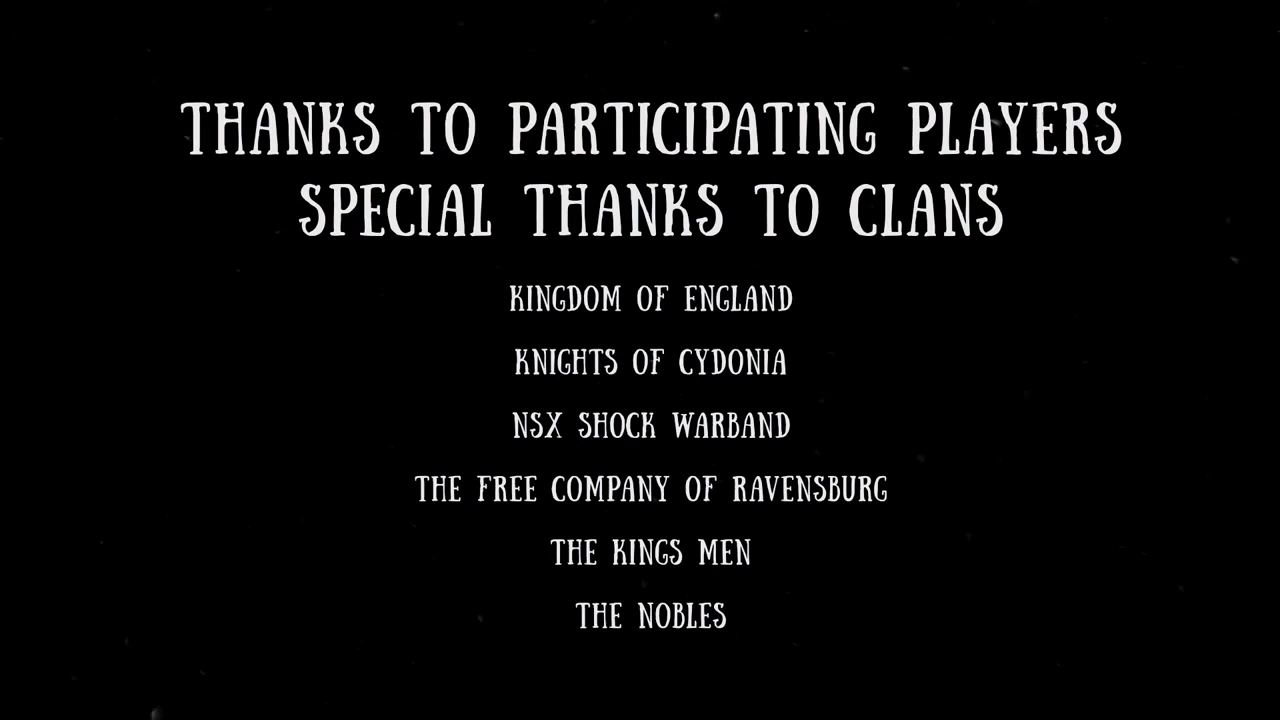 THANKS TO PARTICIPATING PLAYERS
SPECIAL THANKS TO CLANS
KINGDOM OF ENGLAND
KNIGHTS OF CYDONIA
NSX SHOCK WARBAND
THE FREE COMPANY OF RAVENSBURG
THE KINGS MEN
THE NOBLES